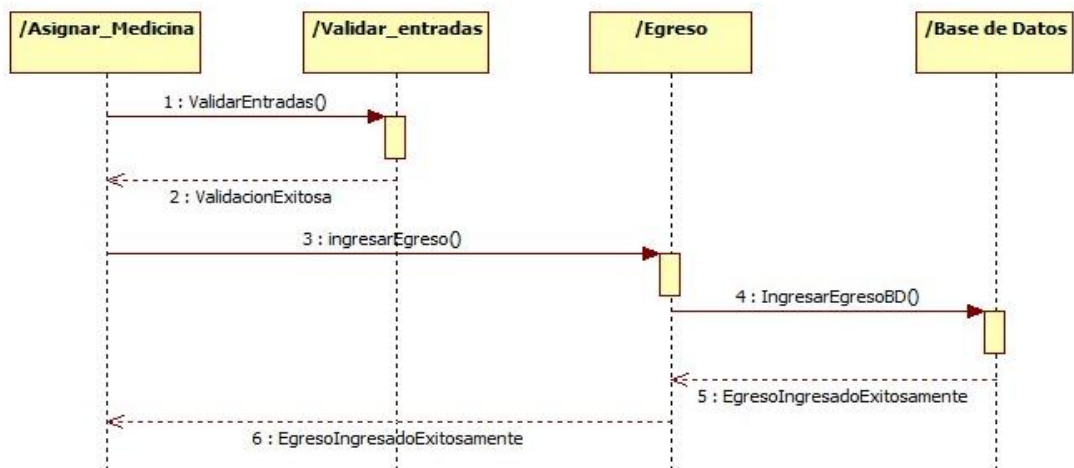 /Asignar_Medicina
/Validar_entradas
/Egreso
/Base de Datos
1 : ValidarEntradas()
2 : ValidacionExitosa
3 : ingresarEgreso()
4 : IngresarEgresoBD()
5 : EgresoIngresadoExitosamente
6 : EgresoIngresadoExitosamente